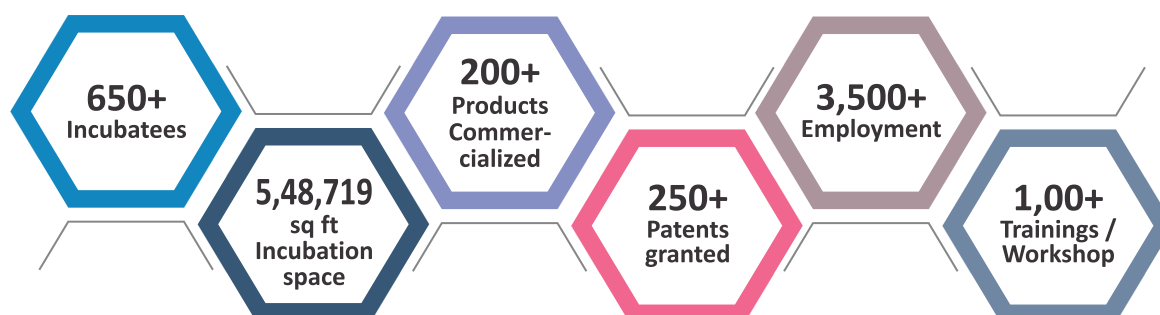 650+
Incubatees
5,48,719
sq ft
Incubation
space
200+
Products
Commer-
cialized
250+
Patents
granted
3,500+
Employment
1,00+
Trainings /
Workshop